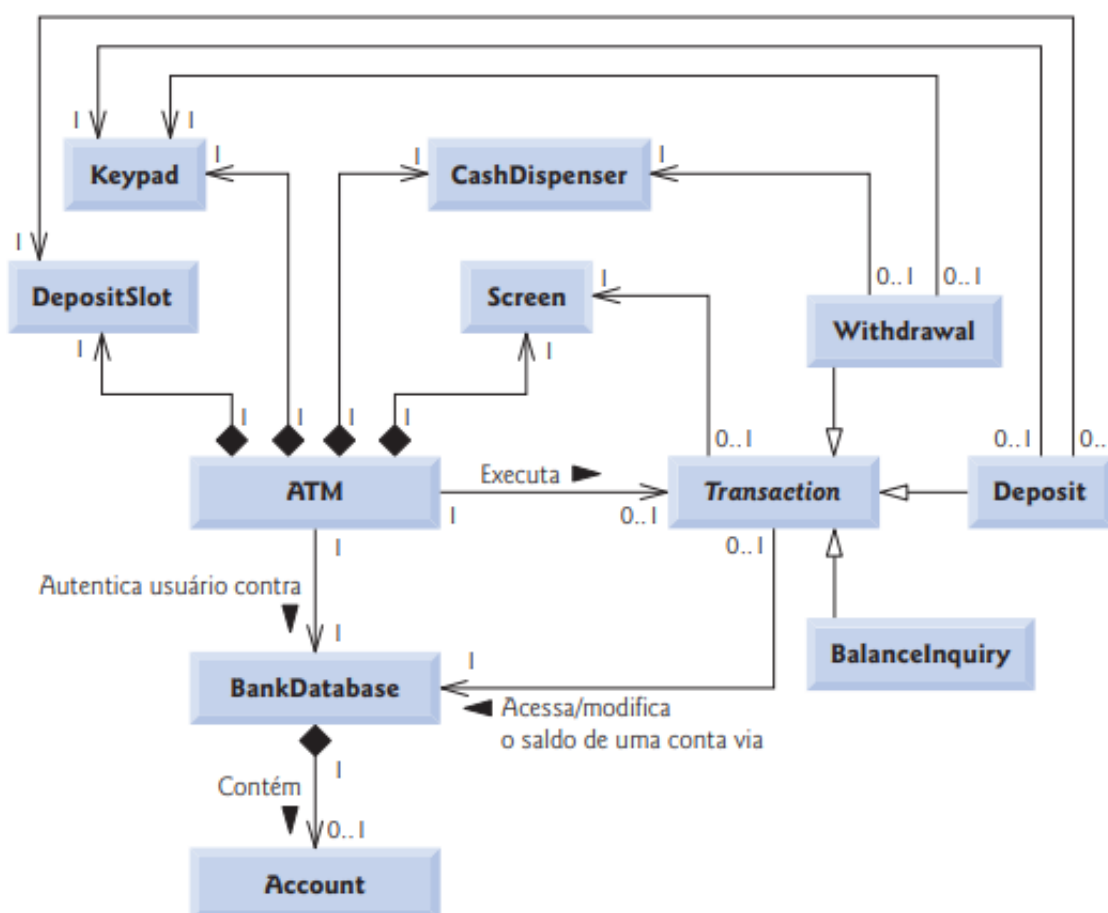 1 1
1 1 1
Keypad CashDispenser
1
DepositSlot
1
Screen
0..1 0..1
Withdrawal
1 1
1 1 1 1
0..1 0..1 0..
ATM
Executa
Transaction
Deposit
1 0..1
1 0..1
Autentica usuário contra
1 1
BankDatabase
BalanceInquiry
Acessa/modifica
o saldo de uma conta via
1
Contém
0..1
Account